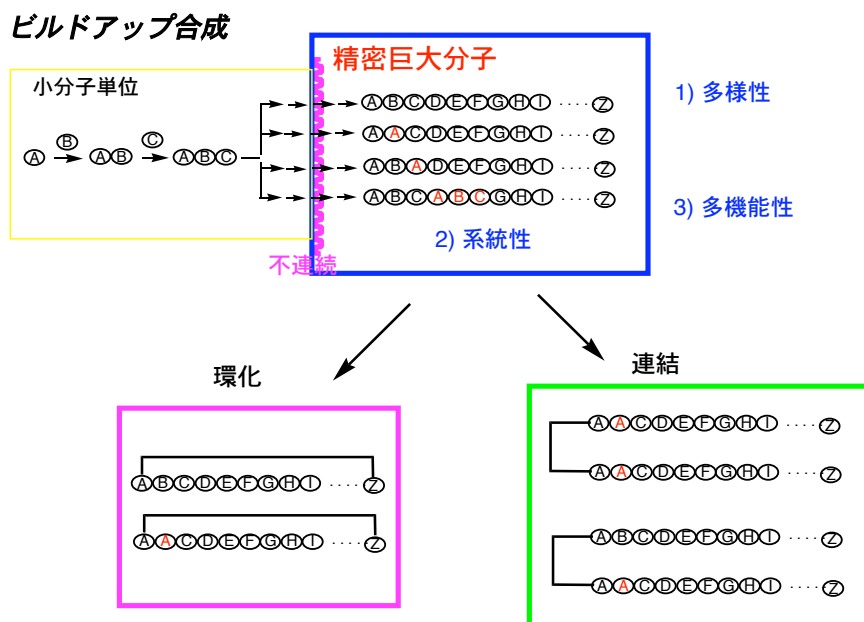 ビルドアップ合成
小分子単位
精密巨大分子
B C
A AB ABC
ABCDEFGHI ····Z
AACDEFGHI ····Z
ABADEFGHI ····Z
ABCABCGHI ····Z
1) 多様性
2) 系統性
3) 多機能性
不連続
環化
ABCDEFGHI ····Z
AACDEFGHI ····Z
連結
AACDEFGHI ····Z
AACDEFGHI ····Z
ABCDEFGHI ····Z
AACDEFGHI ····Z